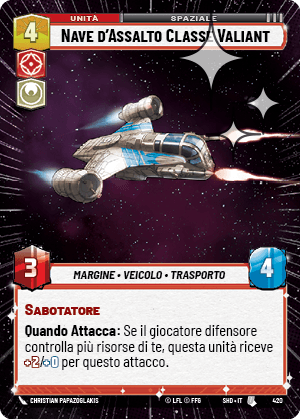 UNITÀ
SPAZIALE
4
NAVE D'ASSALTO CLASSE VALIANT
3
MARGINE • VEICOLO • TRASPORTO
4
SABOTATORE
Quando Attacca: Se il giocatore difensore
controlla più risorse di te, questa unità riceve
+2/+0 per questo attacco.
CHRISTIAN PAPAZOGLAKIS
© LFL © FFG
SHD • IT
420